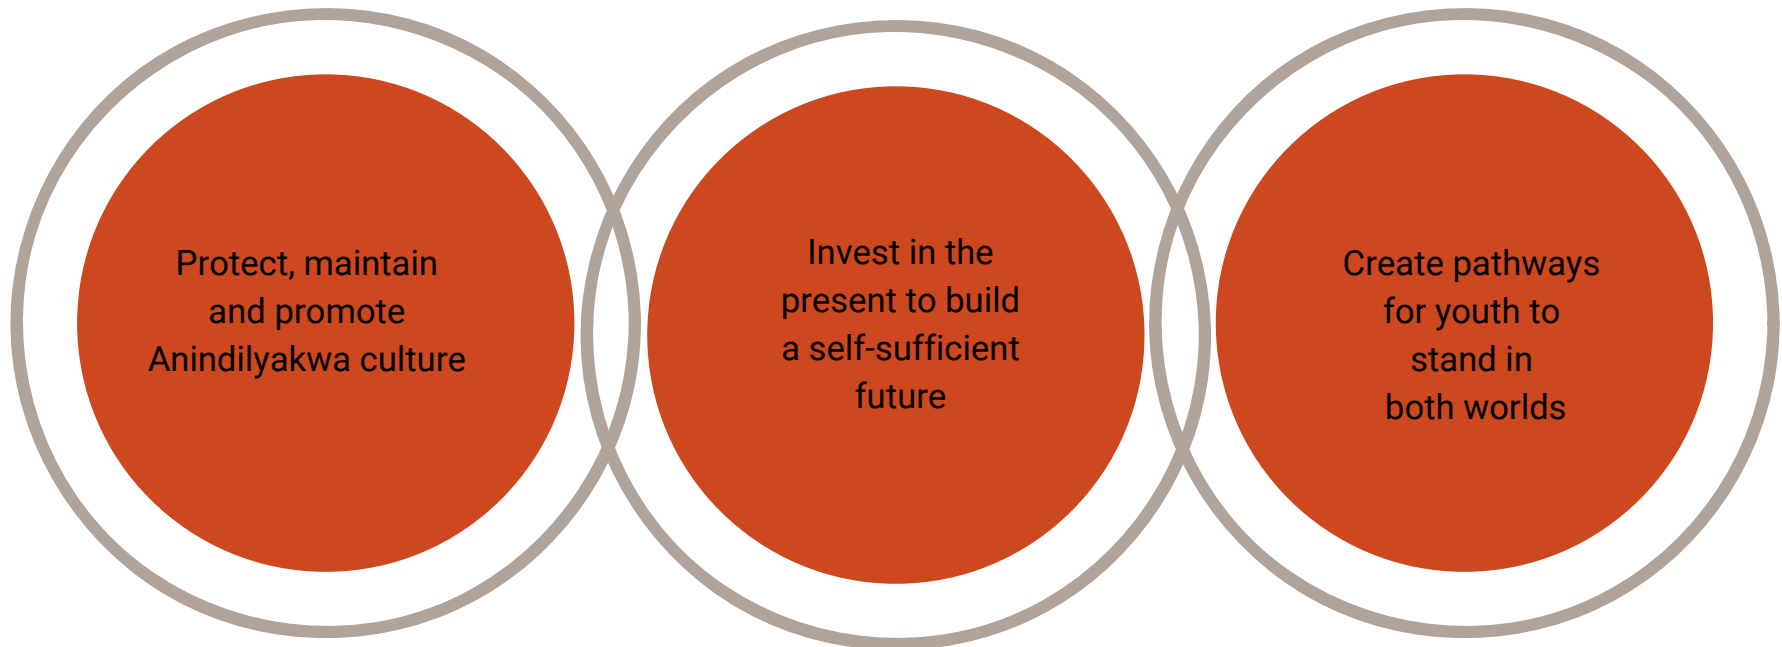 Protect, maintain
and promote
Anindilyakwa culture
Invest in the
present to build
a self-sufficient
future
Create pathways
for youth to
stand in
both worlds